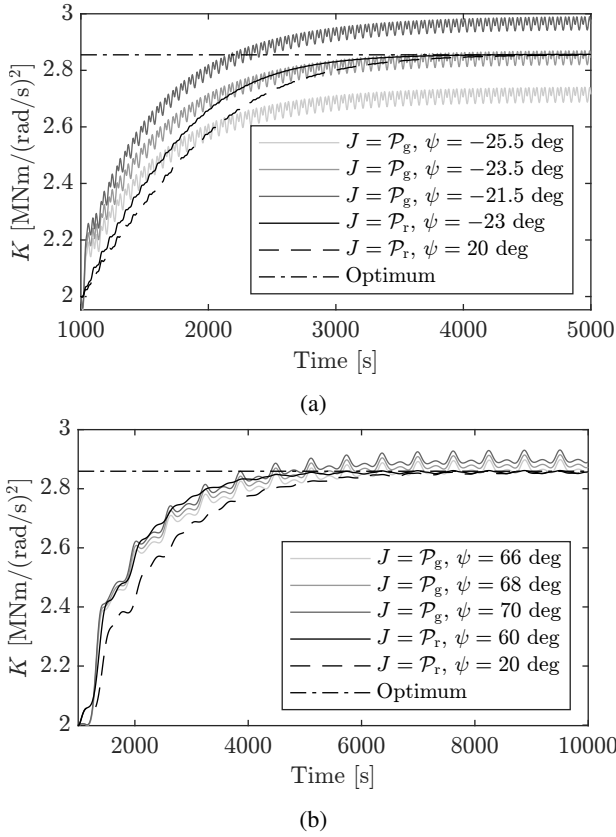 3
2.8
2.6
2.4
2.2
2
K [MNm/(rad/s)²]
J = 𝒫g, ψ = −25.5 deg
J = 𝒫g, ψ = −23.5 deg
J = 𝒫g, ψ = −21.5 deg
J = 𝒫r, ψ = −23 deg
J = 𝒫r, ψ = 20 deg
Optimum
1000 2000 3000 4000 5000
Time [s]
(a)
3
2.8
2.6
2.4
2.2
2
K [MNm/(rad/s)²]
J = 𝒫g, ψ = 66 deg
J = 𝒫g, ψ = 68 deg
J = 𝒫g, ψ = 70 deg
J = 𝒫r, ψ = 60 deg
J = 𝒫r, ψ = 20 deg
Optimum
2000 4000 6000 8000 10000
Time [s]
(b)